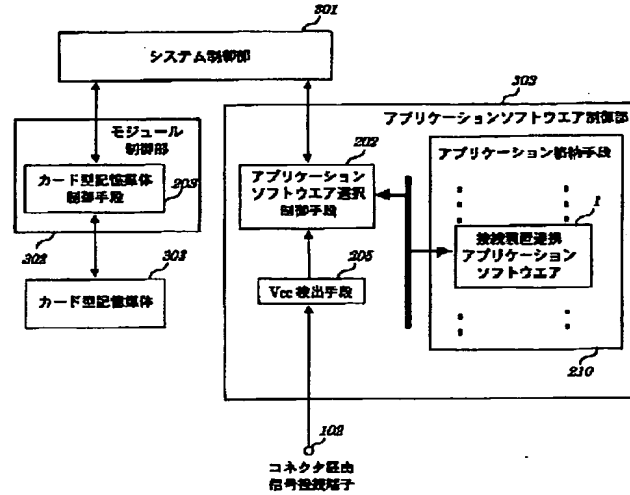 301
システム制御部
303
アプリケーションソフトウエア制御部
モジュール
制御部
202
アプリケーション格納手段
カード型記憶媒体
制御手段
203
アプリケーション
ソフトウエア選択
制御手段
1
接続装置連携
アプリケーション
ソフトウエア
302
303
205
Vcc 検出手段
カード型記憶媒体
210
102
コネクタ経由
信号接続端子